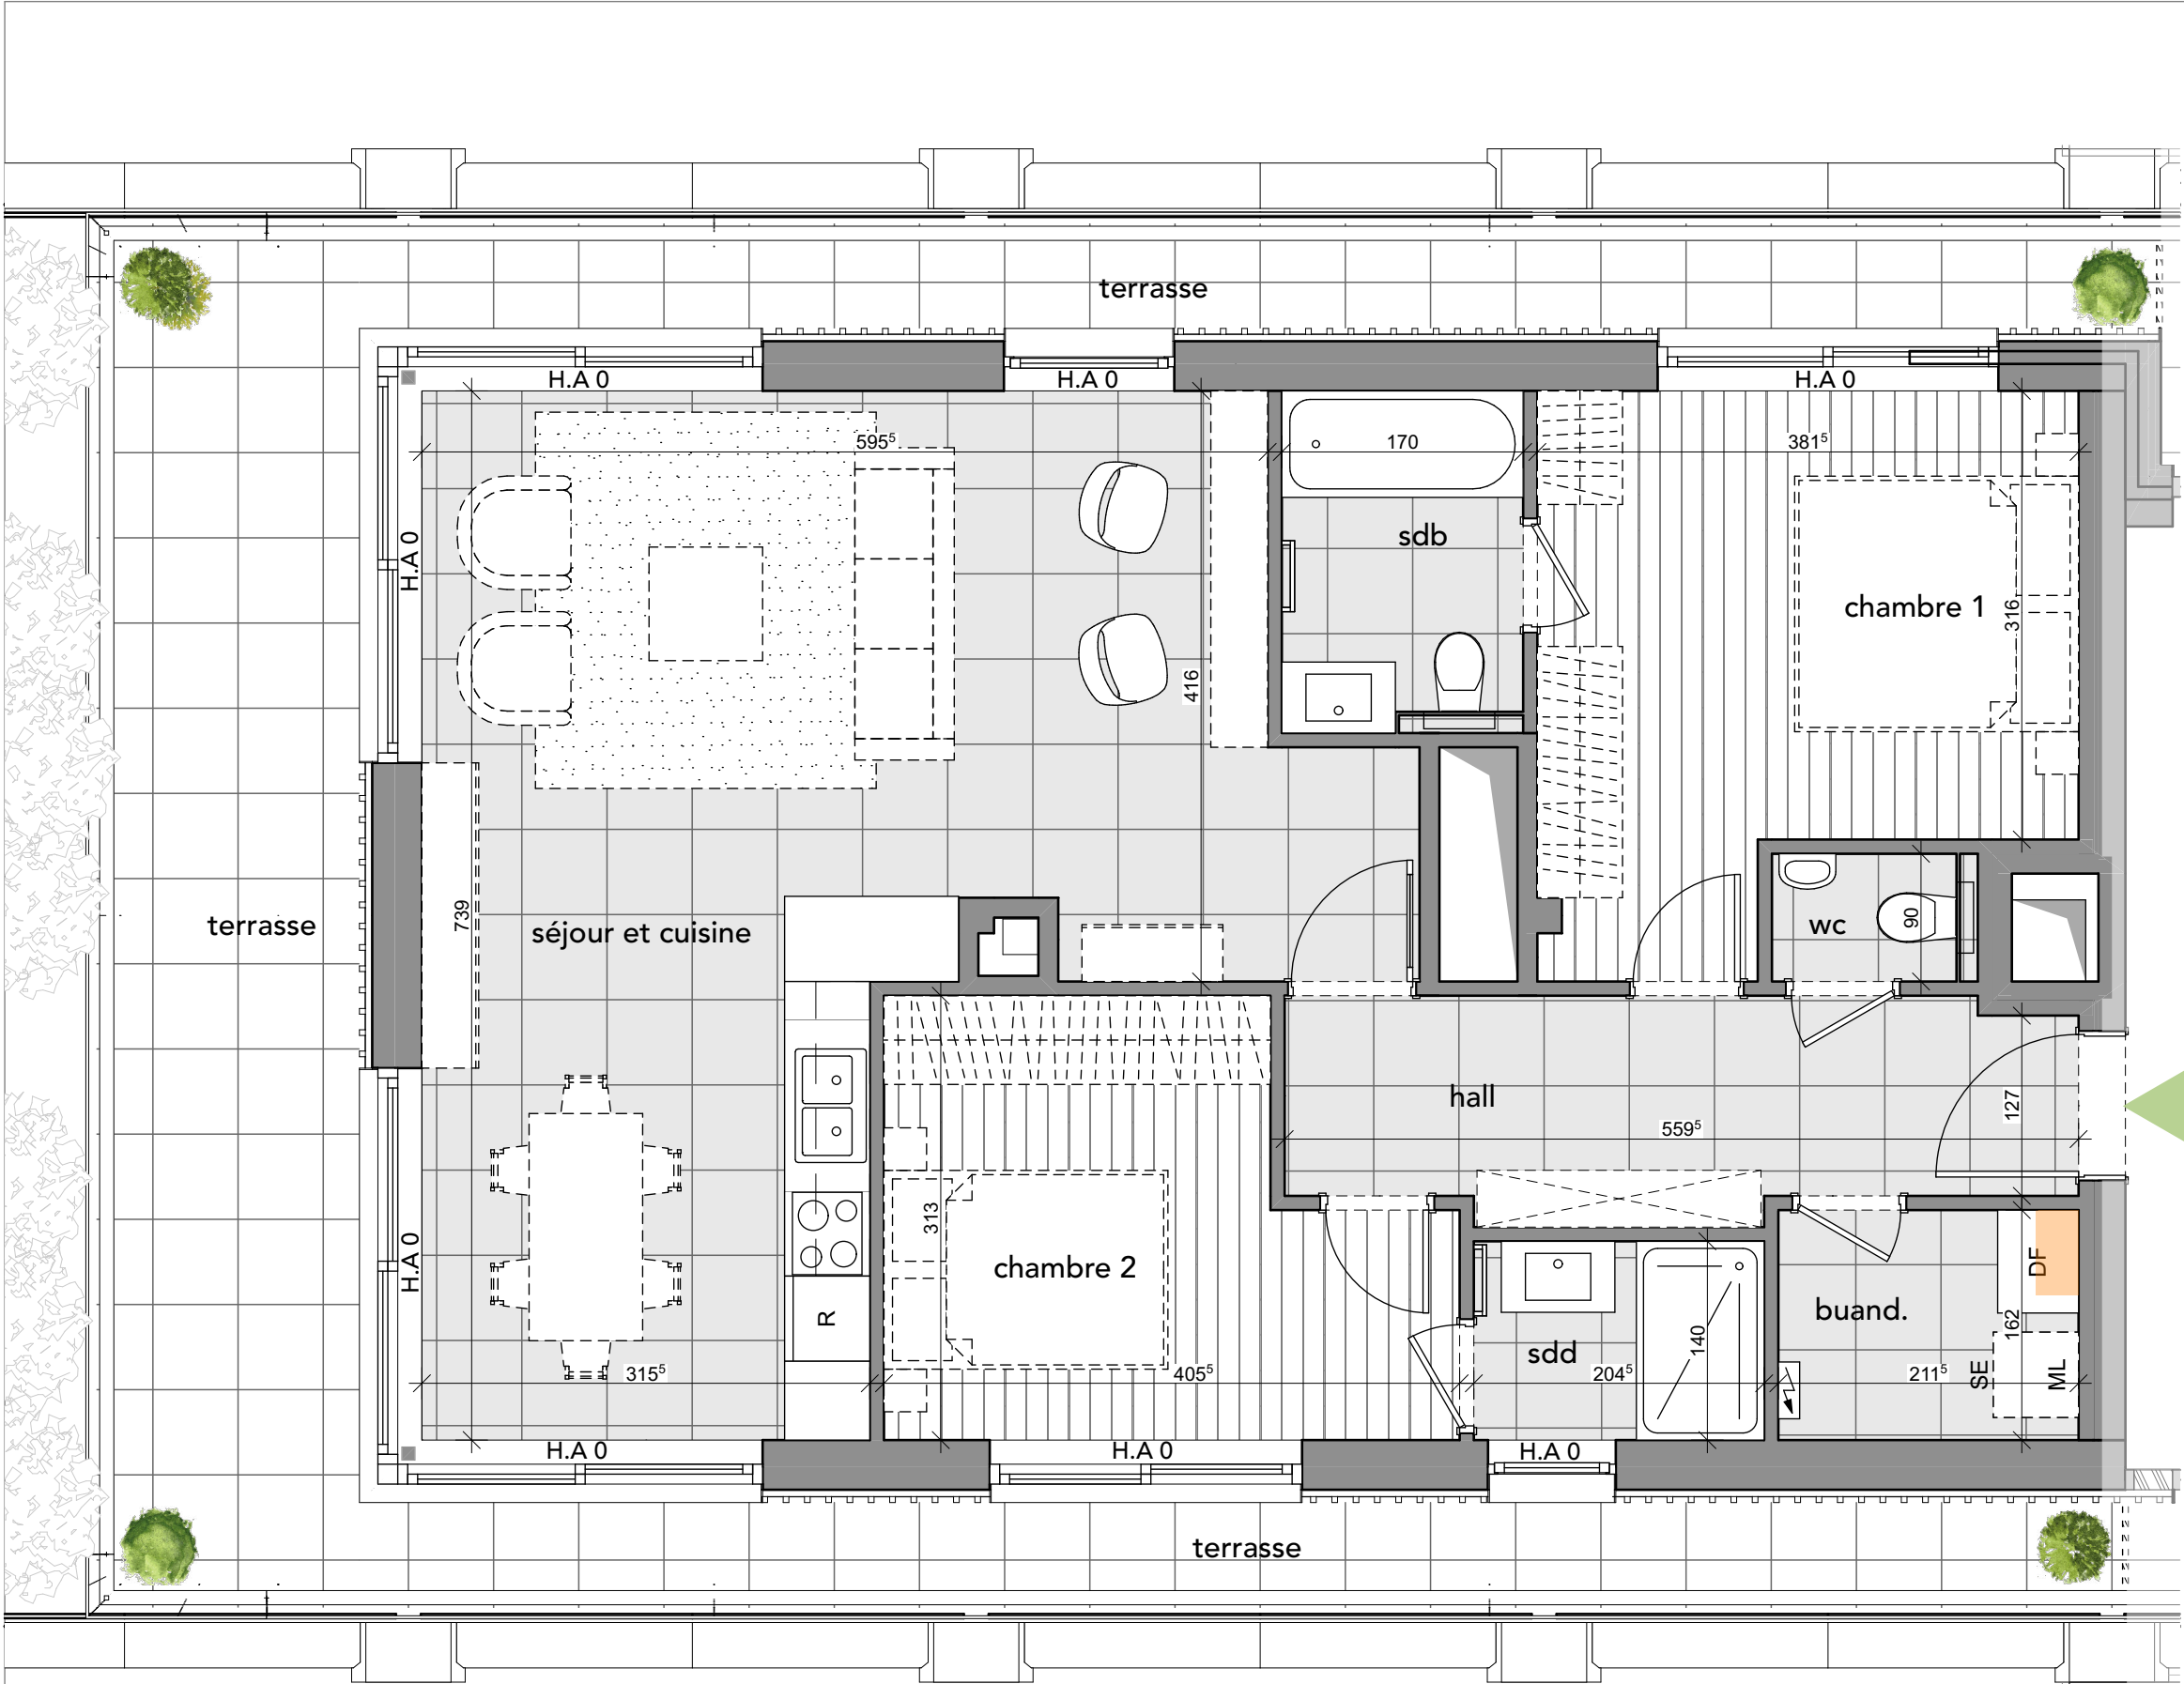 terrasse
H.A 0
H.A 0
H.A 0
595⁵
170
381⁵
H.A 0
sdb
chambre 1
316
416
terrasse
739
séjour et cuisine
wc
90
hall
127
559⁵
313
H.A 0
chambre 2
DF
buand.
162
R
sdd
140
315⁵
405⁵
204⁵
211⁵
SE
ML
H.A 0
H.A 0
H.A 0
terrasse